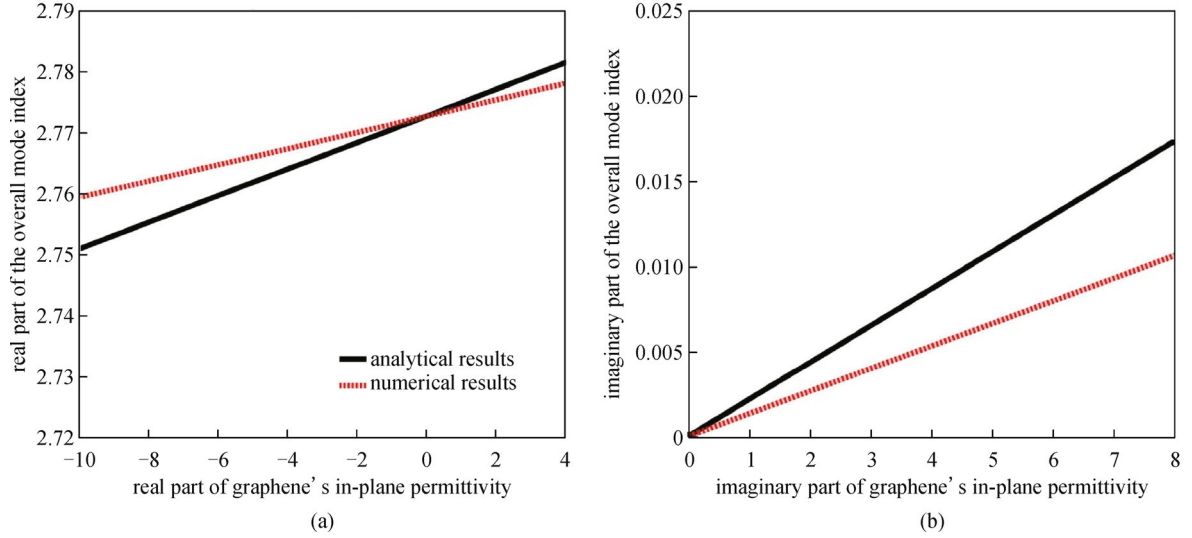 2.79
2.78
2.77
2.76
2.75
2.74
2.73
2.72
real part of the overall mode index
analytical results
numerical results
−10 −8 −6 −4 −2 0 2 4
real part of graphene's in-plane permittivity
(a)
0.025
0.020
0.015
0.010
0.005
0
imaginary part of the overall mode index
0 1 2 3 4 5 6 7 8
imaginary part of graphene's in-plane permittivity
(b)